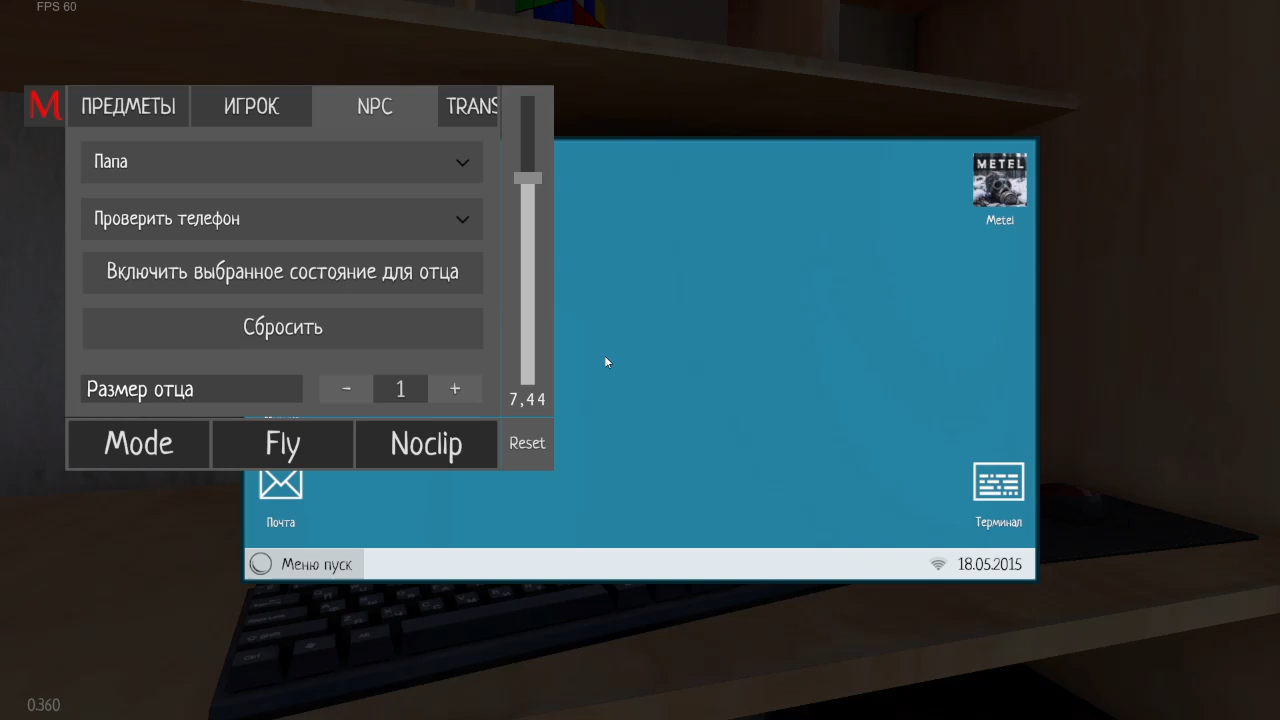 FPS 60
М ПРЕДМЕТЫ ИГРОК NPC TRANS
Папа
Проверить телефон
Включить выбранное состояние для отца
Сбросить
Размер отца - 1 +
7,44
Mode Fly Noclip Reset
METEL
Metel
Почта
Терминал
Меню пуск
18.05.2015
0.360